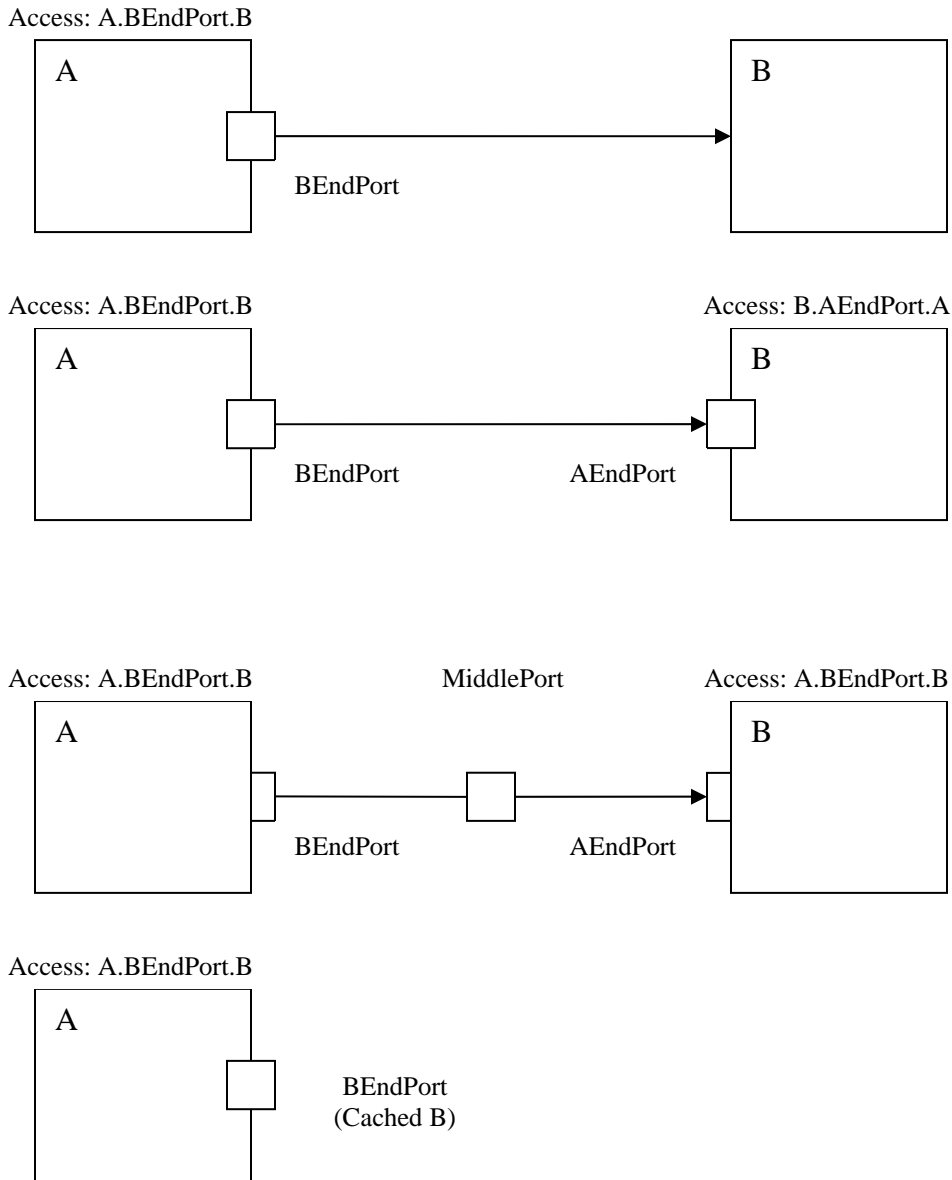 Access: A.BEndPort.B
A
B
BEndPort
Access: A.BEndPort.B
Access: B.AEndPort.A
A
B
BEndPort
AEndPort
Access: A.BEndPort.B
MiddlePort
Access: A.BEndPort.B
A
B
BEndPort
AEndPort
Access: A.BEndPort.B
A
BEndPort
(Cached B)